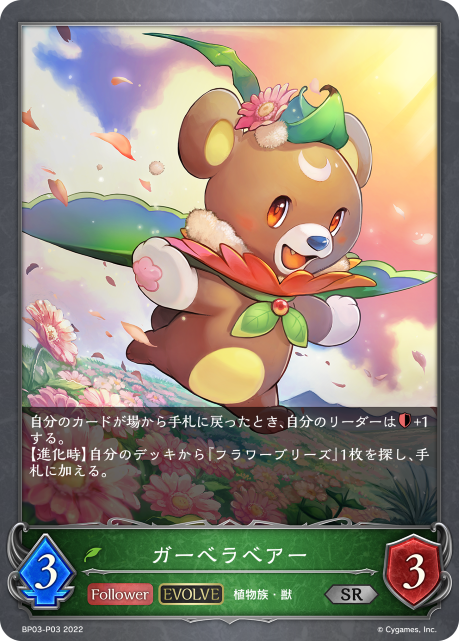 自分のカードが場から手札に戻ったとき、自分のリーダーは+1
する。
【進化時】自分のデッキから『フラワーブリーズ』1枚を探し、手
札に加える。
ガーベラベアー
3
Follower EVOLVE 植物族・獣 SR
3
BP03-P03 2022 © Cygames, Inc.